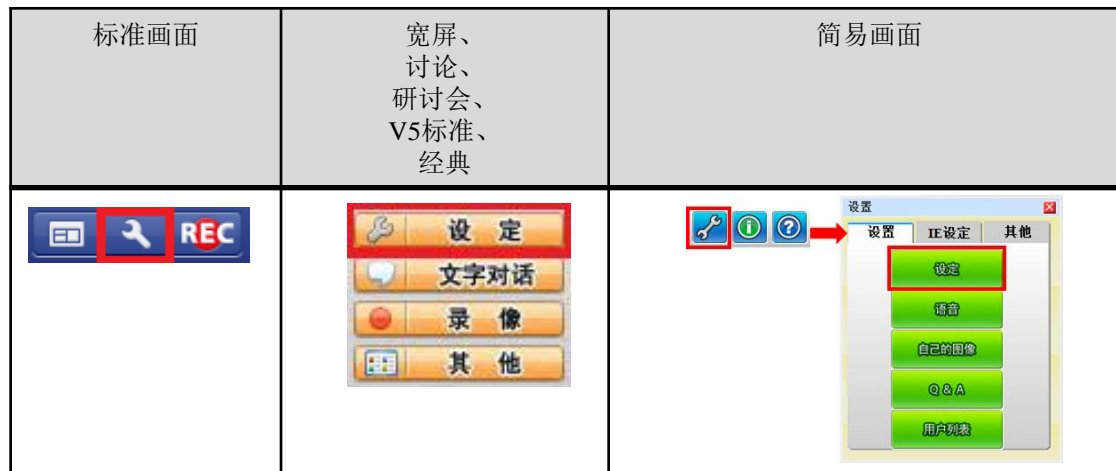 标准画面
宽屏、
讨论、
研讨会、
V5标准、
经典
简易画面
REC
设 定
文字对话
录 像
其 他
设置
设置 IE设定 其他
设定
语音
自己的图像
Q & A
用户列表